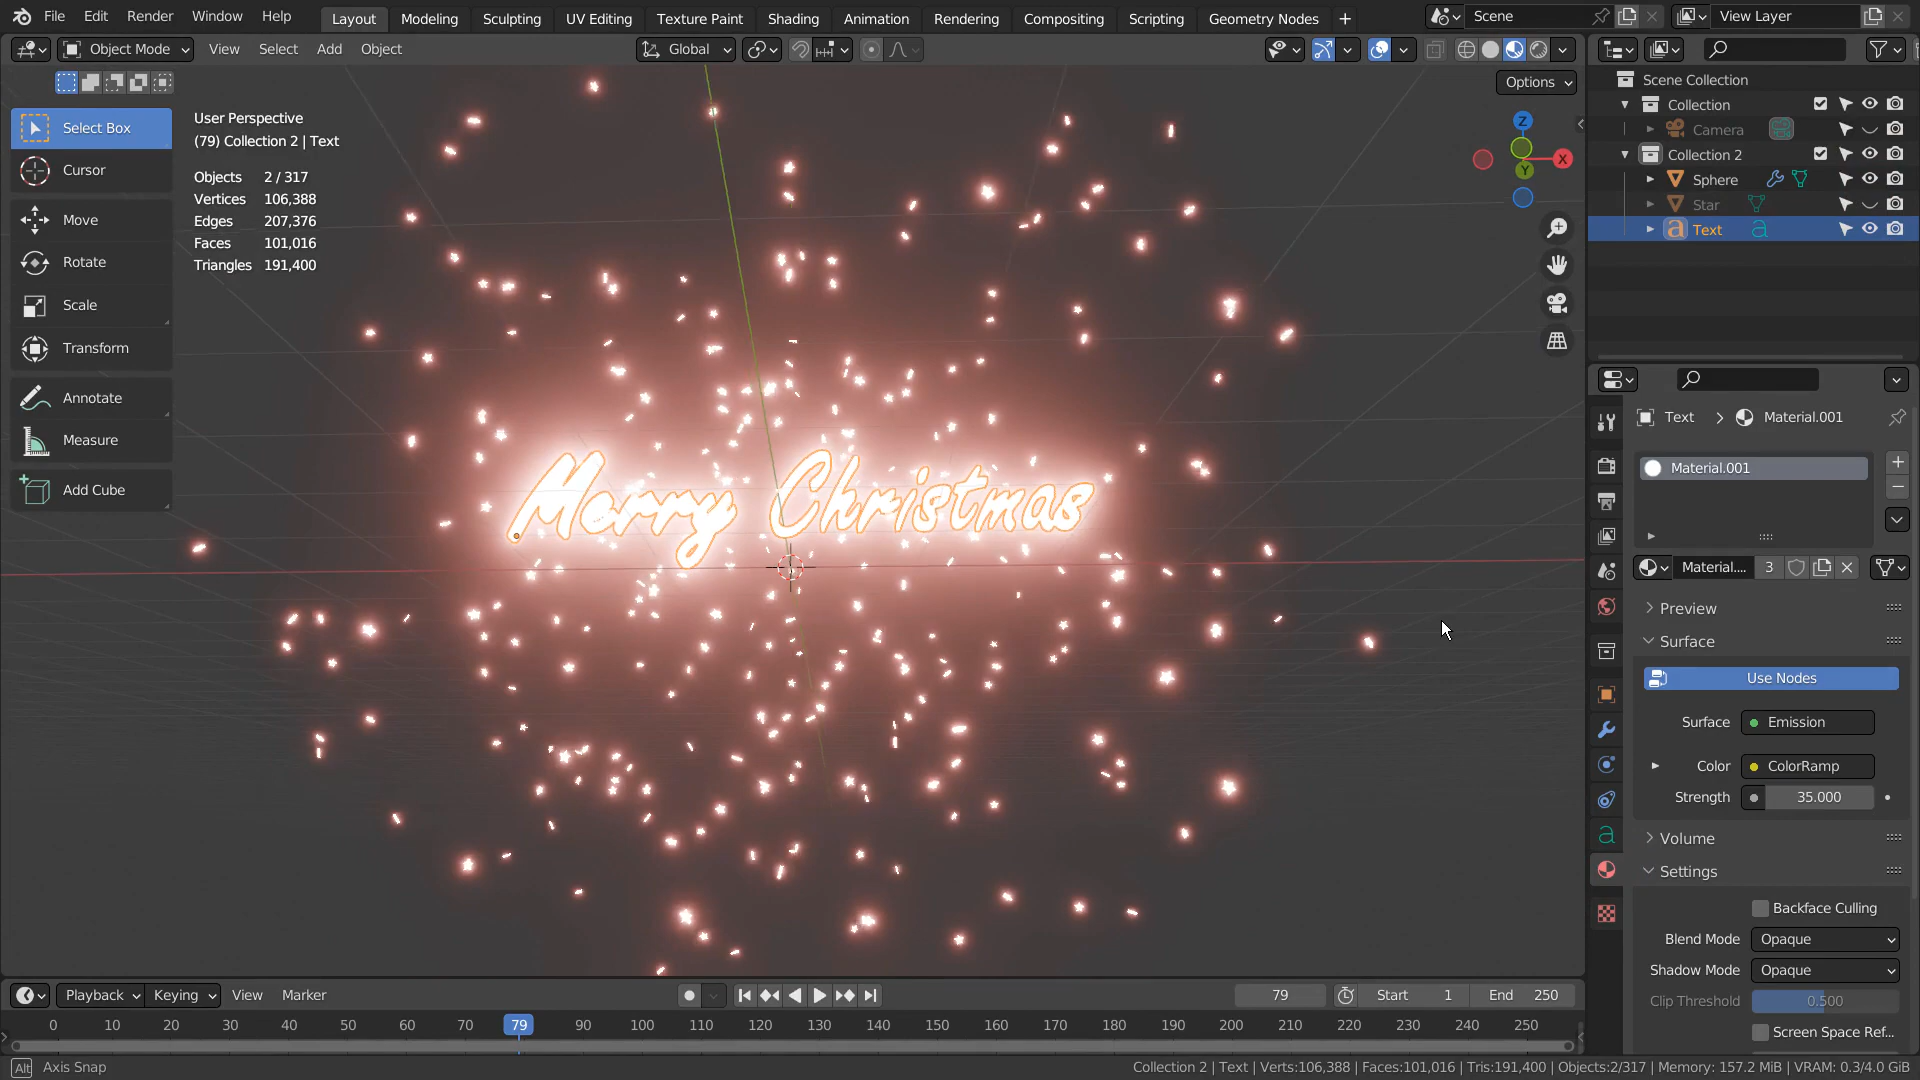 File Edit Render Window Help Layout Modeling Sculpting UV Editing Texture Paint Shading Animation Rendering Compositing Scripting Geometry Nodes + Scene View Layer
Object Mode View Select Add Object Global
Options
Select Box
Cursor
Move
Rotate
Scale
Transform
Annotate
Measure
Add Cube
User Perspective
(79) Collection 2 | Text
Objects 2 / 317
Vertices 106,388
Edges 207,376
Faces 101,016
Triangles 191,400
Z
X
Y
Merry Christmas
Scene Collection
Collection
Camera
Collection 2
Sphere
Star
a Text a
Text > Material.001
Material.001
Material.... 3
Preview
Surface
Use Nodes
Surface Emission
Color ColorRamp
Strength 35.000
Volume
Settings
Backface Culling
Blend Mode Opaque
Shadow Mode Opaque
Clip Threshold 0.500
Screen Space Ref...
Playback Keying View Marker 79 Start 1 End 250
0 10 20 30 40 50 60 70 79 90 100 110 120 130 140 150 160 170 180 190 200 210 220 230 240 250
Alt Axis Snap Collection 2 | Text | Verts:106,388 | Faces:101,016 | Tris:191,400 | Objects:2/317 | Memory: 157.2 MiB | VRAM: 0.3/4.0 GiB